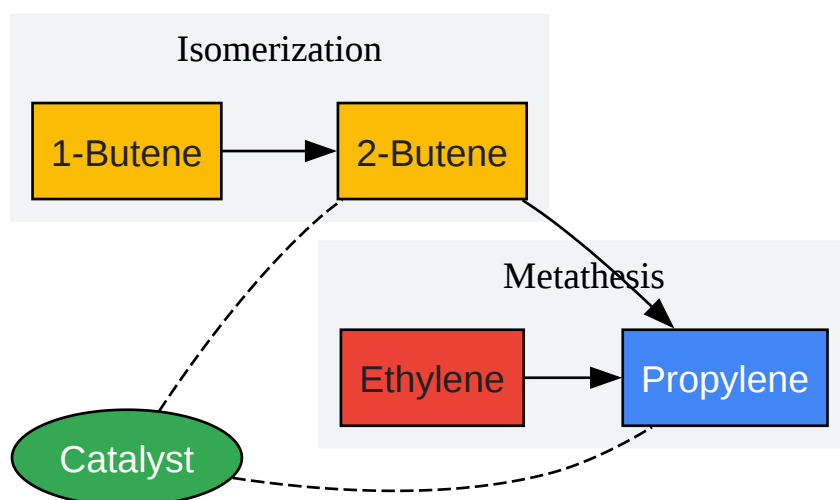 Isomerization
1-Butene
2-Butene
Metathesis
Ethylene
Propylene
Catalyst